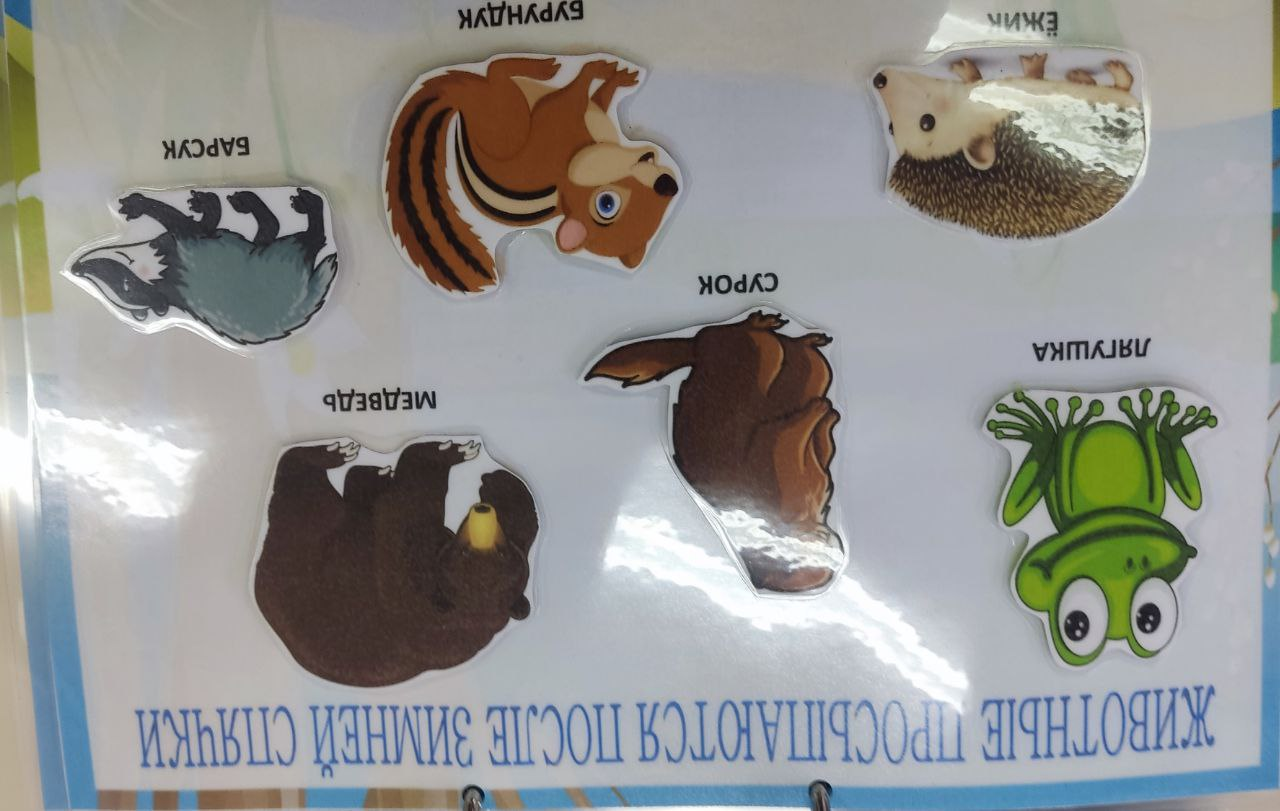 ЖИВОТНЫЕ ПРОСЫПАЮТСЯ ПОСЛЕ ЗИМНЕЙ СПЯЧКИ
ЛЯГУШКА
СУРОК
МЕДВЕДЬ
ЁЖИК
БУРУНДУК
БАРСУК